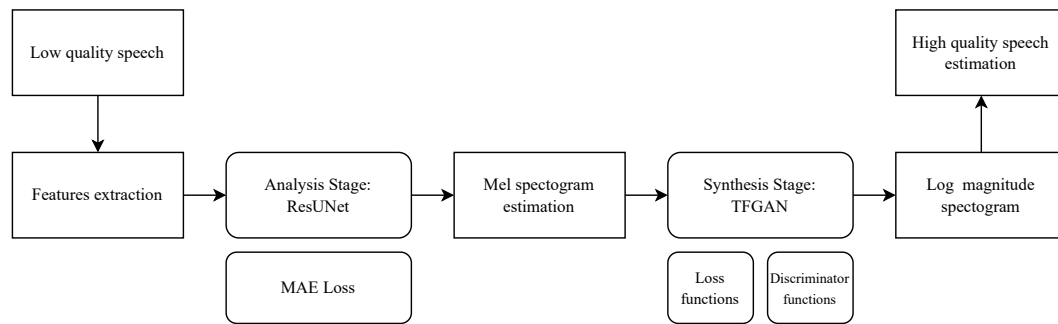 Low quality speech
High quality speech
estimation
Features extraction
Analysis Stage:
ResUNet
Mel spectogram
estimation
Synthesis Stage:
TFGAN
Log magnitude
spectogram
MAE Loss
Loss
functions
Discriminator
functions